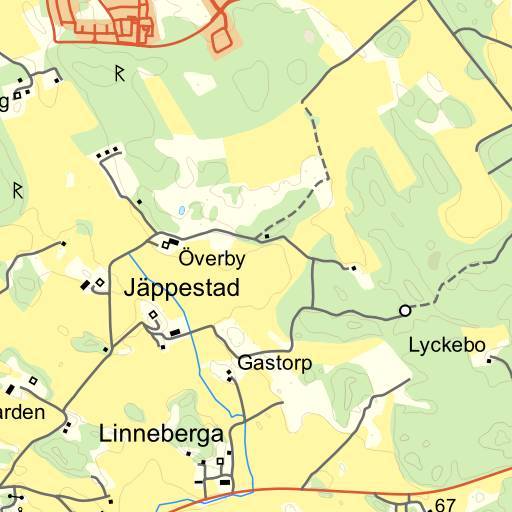 g
Överby
Jäppestad
Lyckebo
Gastorp
arden
Linneberga
67